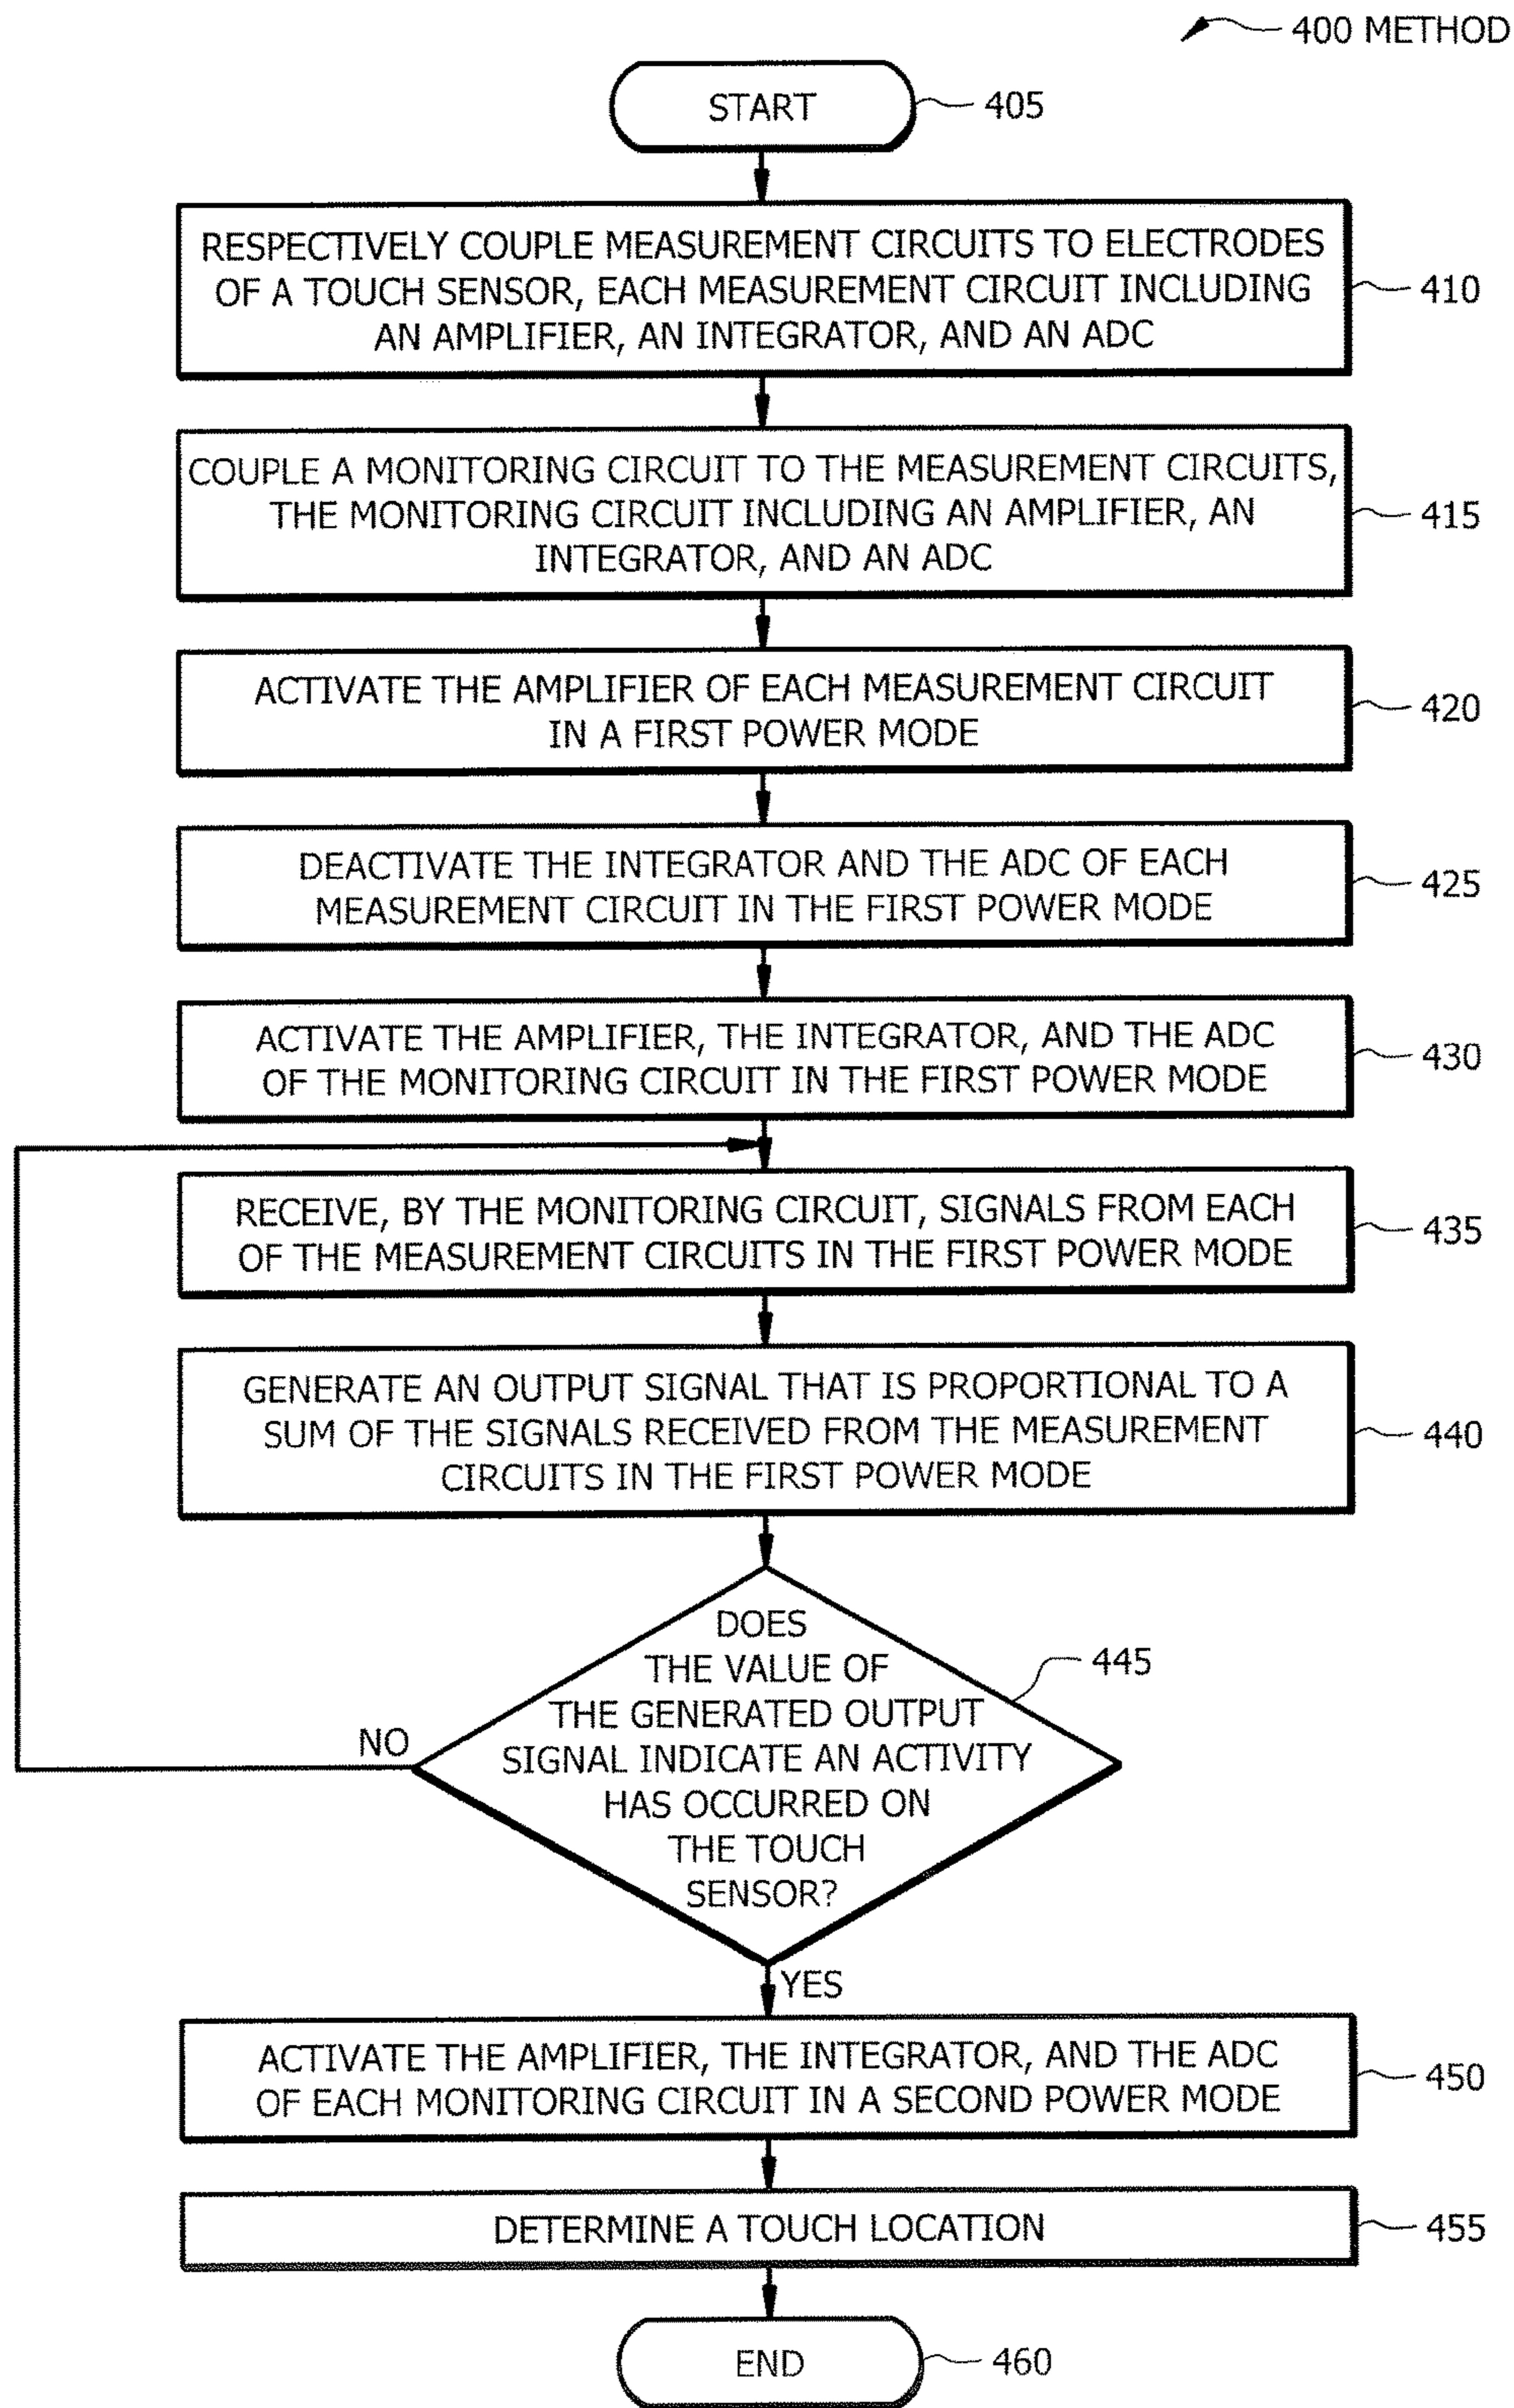 400 METHOD
START
405
RESPECTIVELY COUPLE MEASUREMENT CIRCUITS TO ELECTRODES
OF A TOUCH SENSOR, EACH MEASUREMENT CIRCUIT INCLUDING
AN AMPLIFIER, AN INTEGRATOR, AND AN ADC
410
COUPLE A MONITORING CIRCUIT TO THE MEASUREMENT CIRCUITS,
THE MONITORING CIRCUIT INCLUDING AN AMPLIFIER, AN
INTEGRATOR, AND AN ADC
415
ACTIVATE THE AMPLIFIER OF EACH MEASUREMENT CIRCUIT
IN A FIRST POWER MODE
420
DEACTIVATE THE INTEGRATOR AND THE ADC OF EACH
MEASUREMENT CIRCUIT IN THE FIRST POWER MODE
425
ACTIVATE THE AMPLIFIER, THE INTEGRATOR, AND THE ADC
OF THE MONITORING CIRCUIT IN THE FIRST POWER MODE
430
RECEIVE, BY THE MONITORING CIRCUIT, SIGNALS FROM EACH
OF THE MEASUREMENT CIRCUITS IN THE FIRST POWER MODE
435
GENERATE AN OUTPUT SIGNAL THAT IS PROPORTIONAL TO A
SUM OF THE SIGNALS RECEIVED FROM THE MEASUREMENT
CIRCUITS IN THE FIRST POWER MODE
440
DOES
THE VALUE OF
THE GENERATED OUTPUT
SIGNAL INDICATE AN ACTIVITY
HAS OCCURRED ON
THE TOUCH
SENSOR?
445
NO
YES
ACTIVATE THE AMPLIFIER, THE INTEGRATOR, AND THE ADC
OF EACH MONITORING CIRCUIT IN A SECOND POWER MODE
450
DETERMINE A TOUCH LOCATION
455
END
460